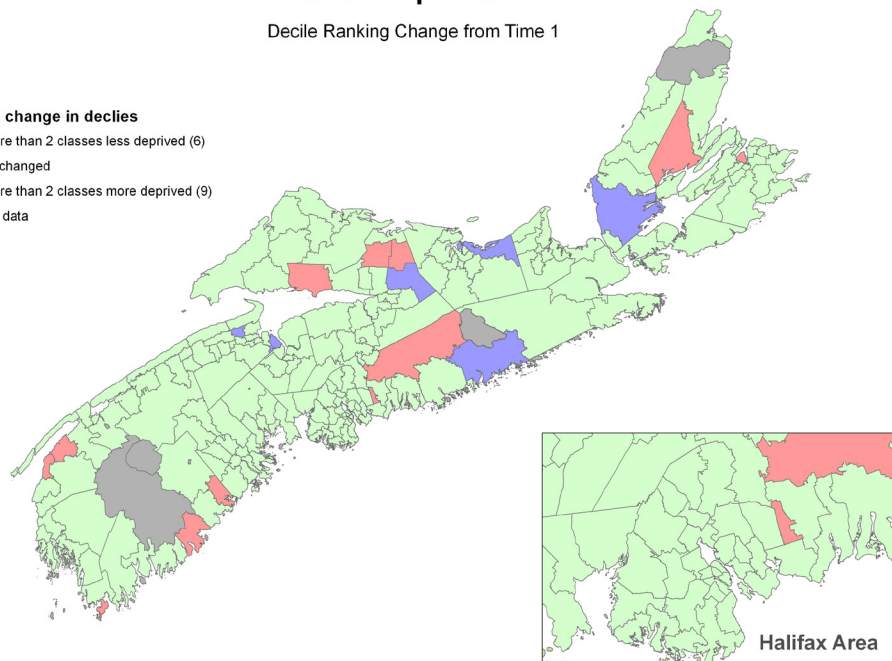 Decile Ranking Change from Time 1
change in declies
re than 2 classes less deprived (6)
changed
re than 2 classes more deprived (9)
data
Halifax Area